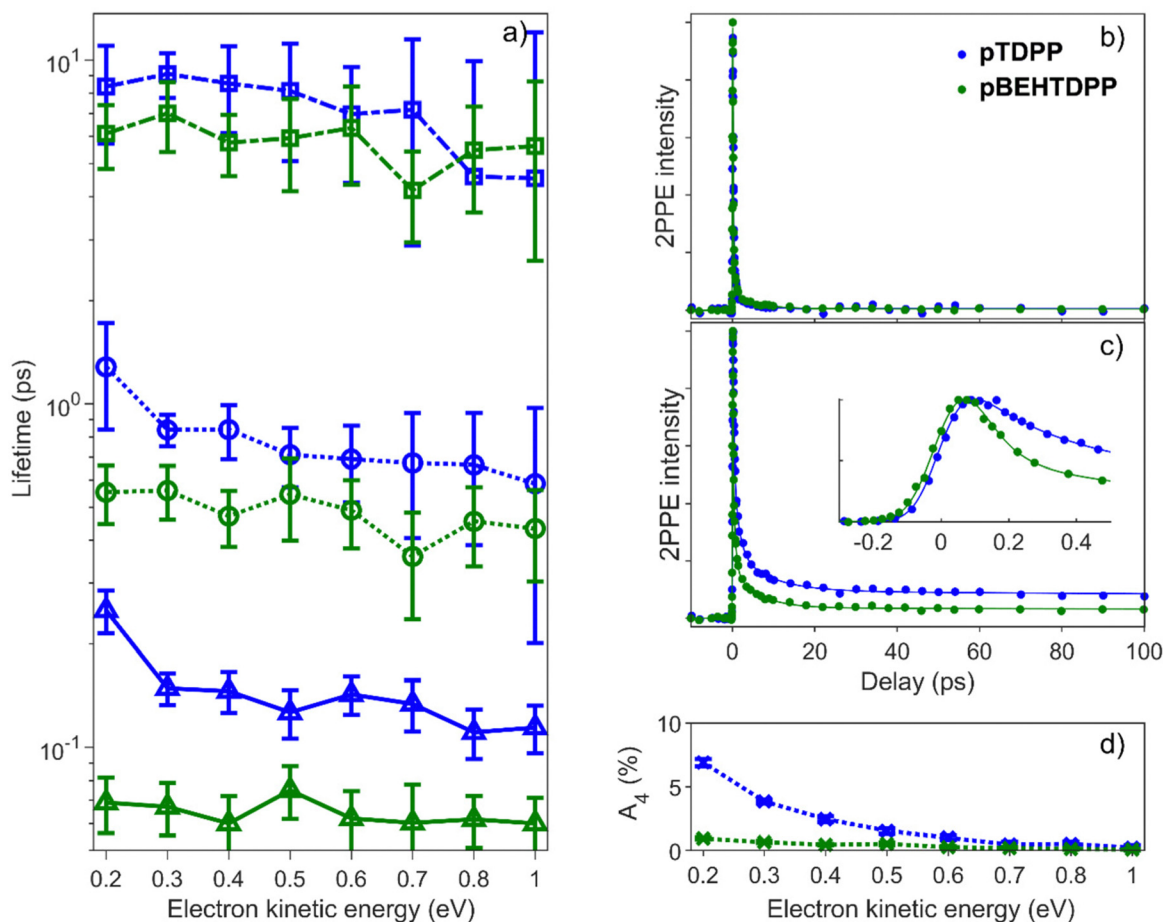 a)
Lifetime (ps)
10¹
10⁰
10⁻¹
0.2 0.3 0.4 0.5 0.6 0.7 0.8 0.9 1
Electron kinetic energy (eV)
b)
pTDPP
pBEHTDPP
2PPE intensity
c)
2PPE intensity
-0.2 0 0.2 0.4
0 20 40 60 80 100
Delay (ps)
d)
A₄ (%)
10
5
0
0.2 0.3 0.4 0.5 0.6 0.7 0.8 0.9 1
Electron kinetic energy (eV)